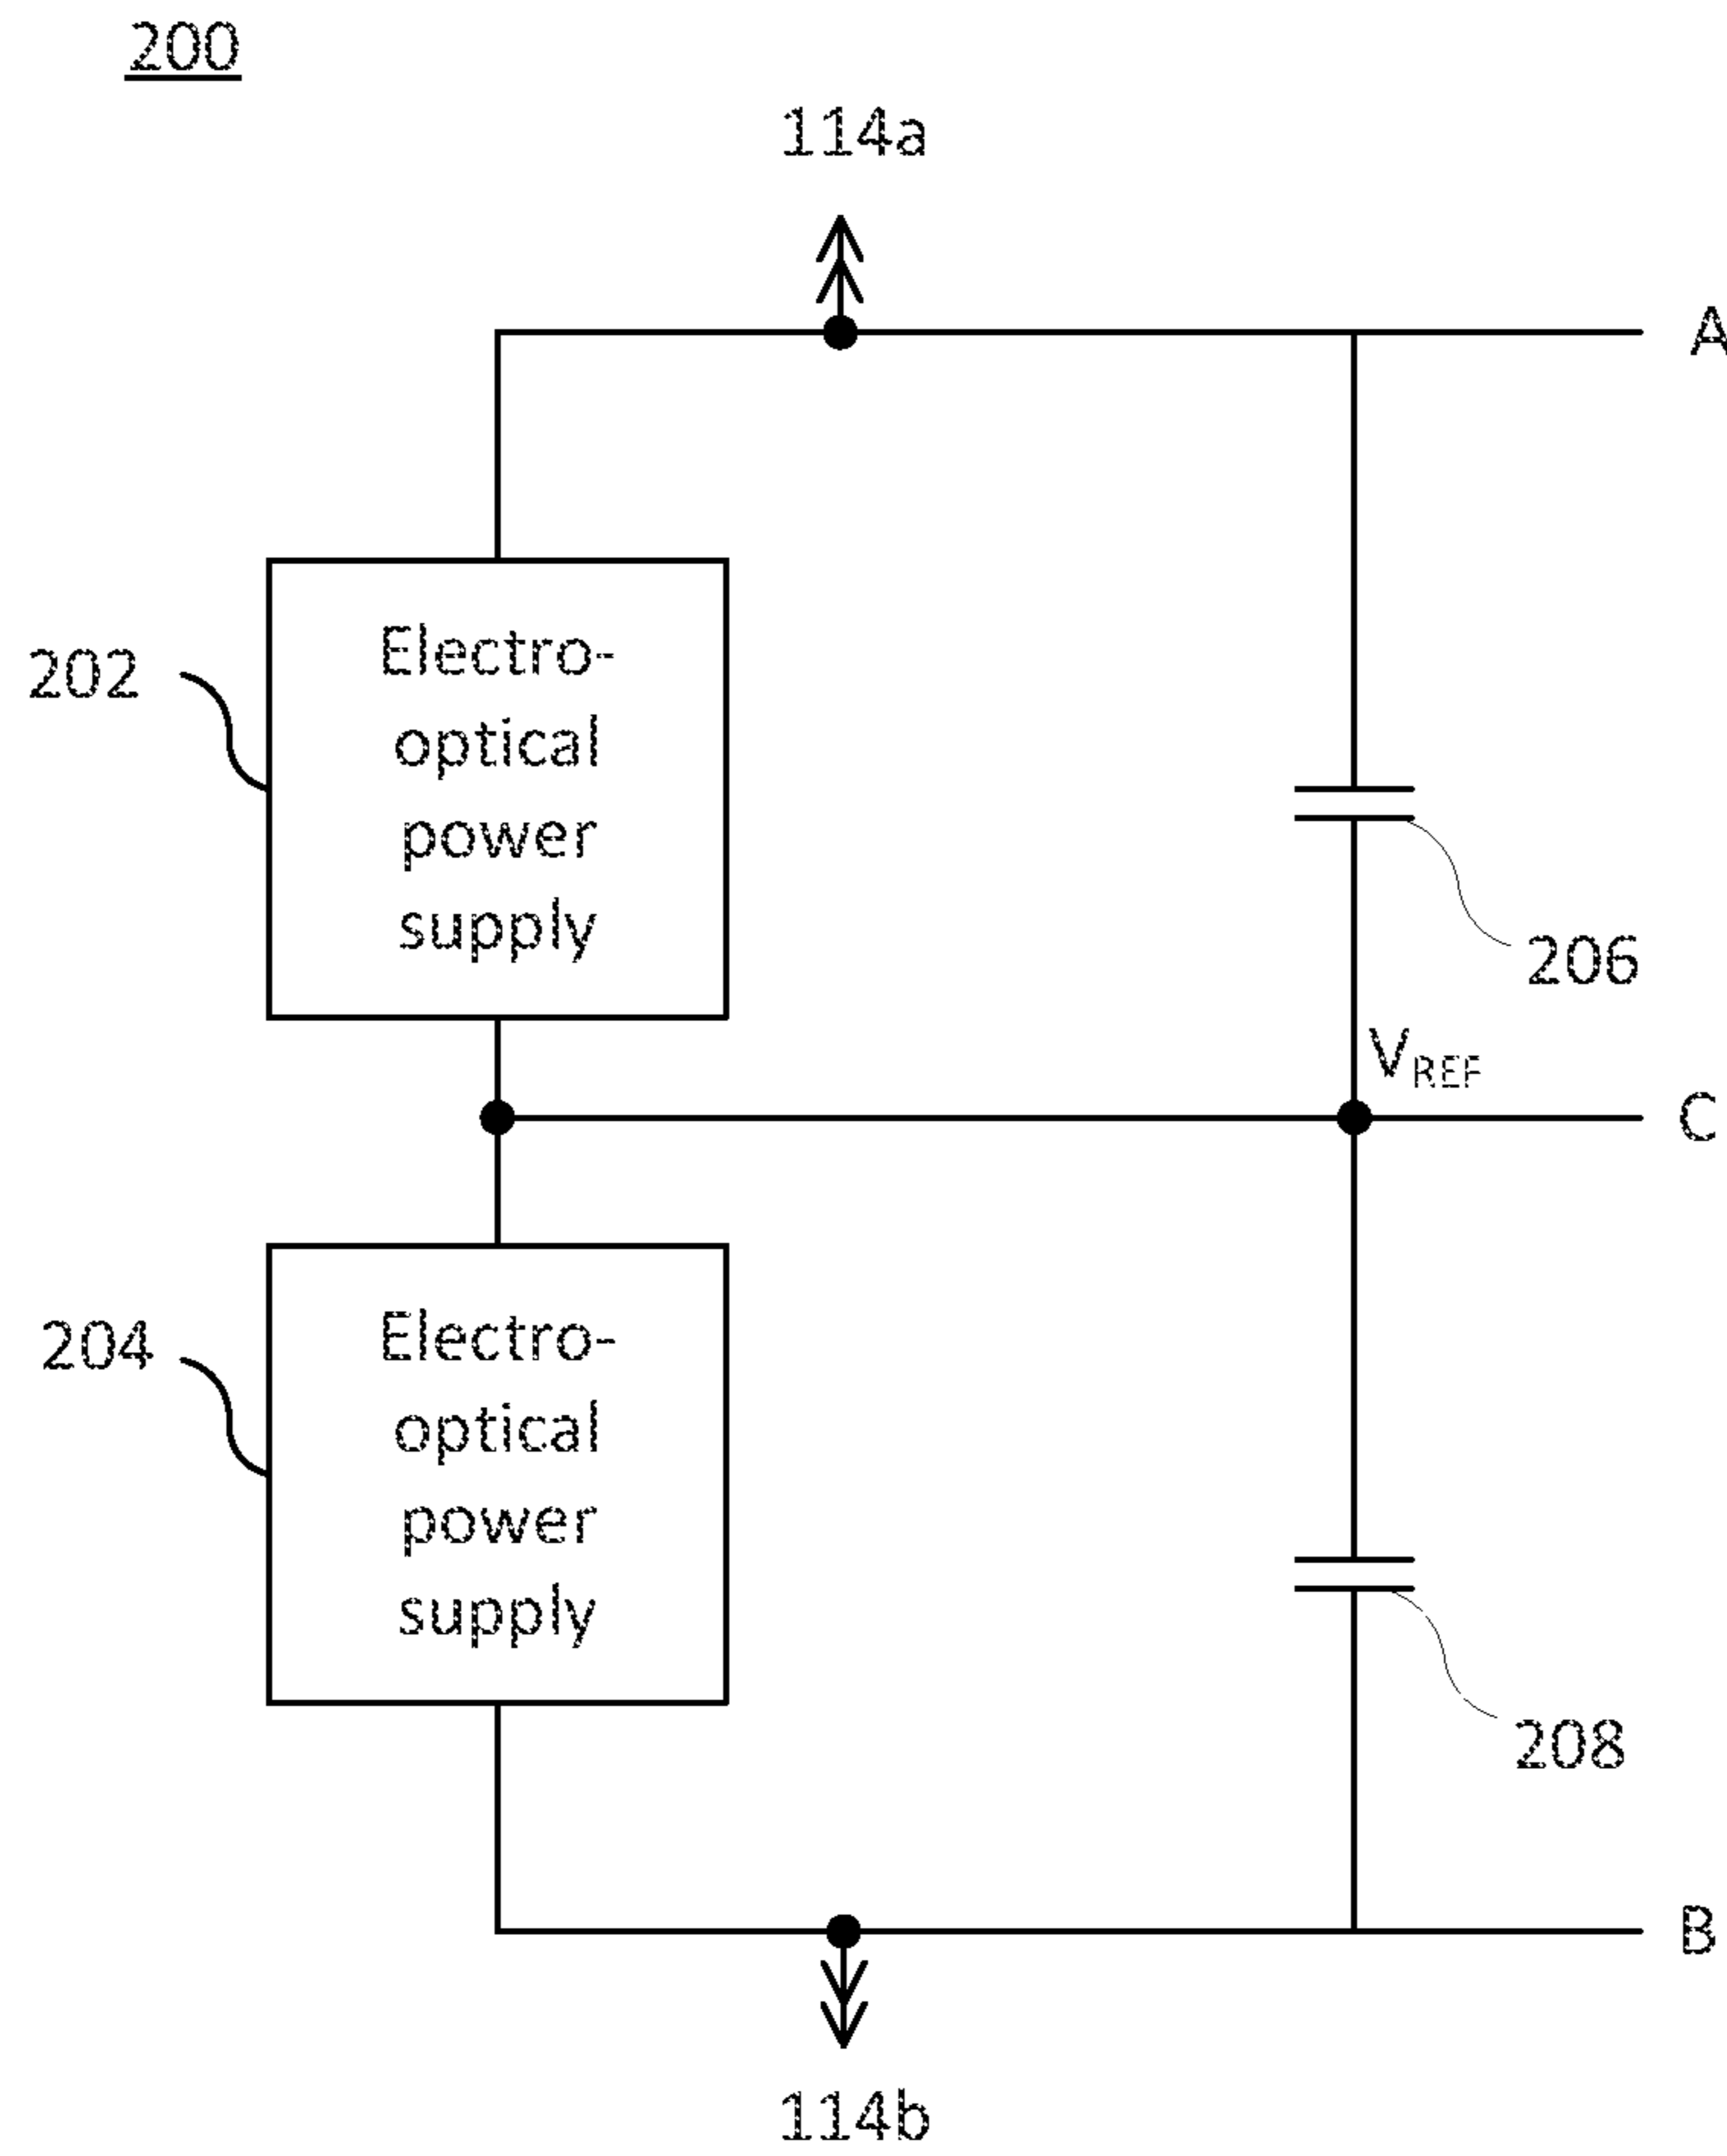 200
114a
A
Electro-
optical
power
supply
202
206
VREF
C
Electro-
optical
power
supply
204
208
B
114b